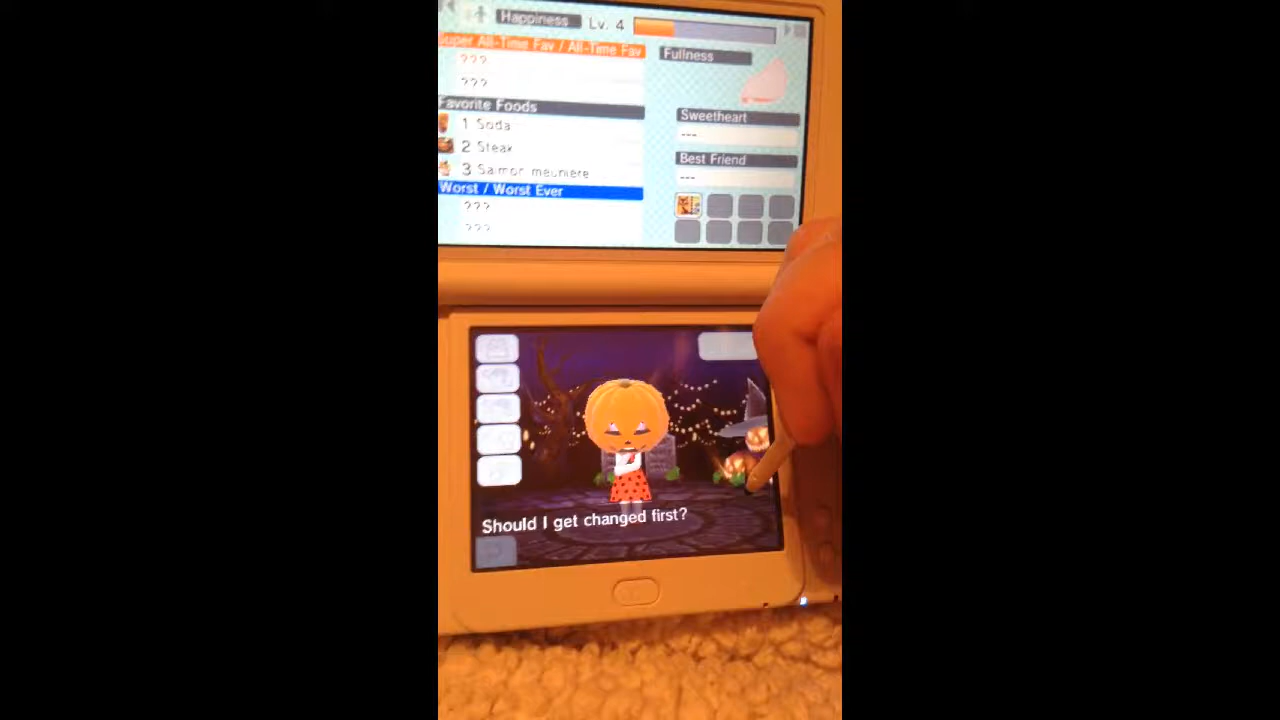 Happiness Lv. 4
Super All-Time Fav / All-Time Fav
???
???
Favorite Foods
1 Soda
2 Steak
3 Salmon meuniere
Worst / Worst Ever
???
???
Fullness
Sweetheart
---
Best Friend
---
Should I get changed first?